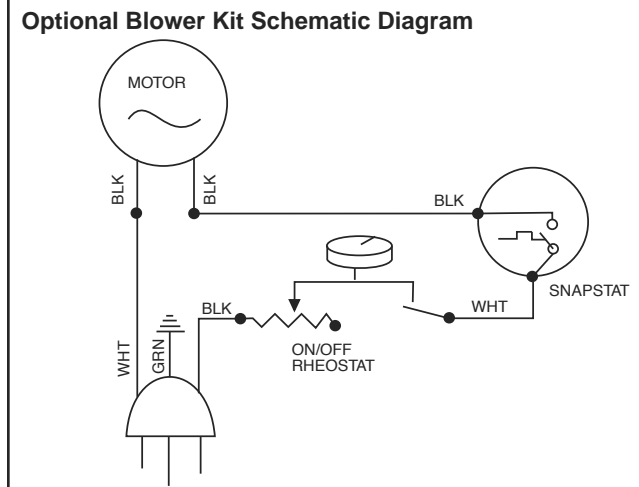 Optional Blower Kit Schematic Diagram
MOTOR
BLK
BLK
BLK
SNAPSTAT
WHT
BLK
ON/OFF
RHEOSTAT
WHT
GRN